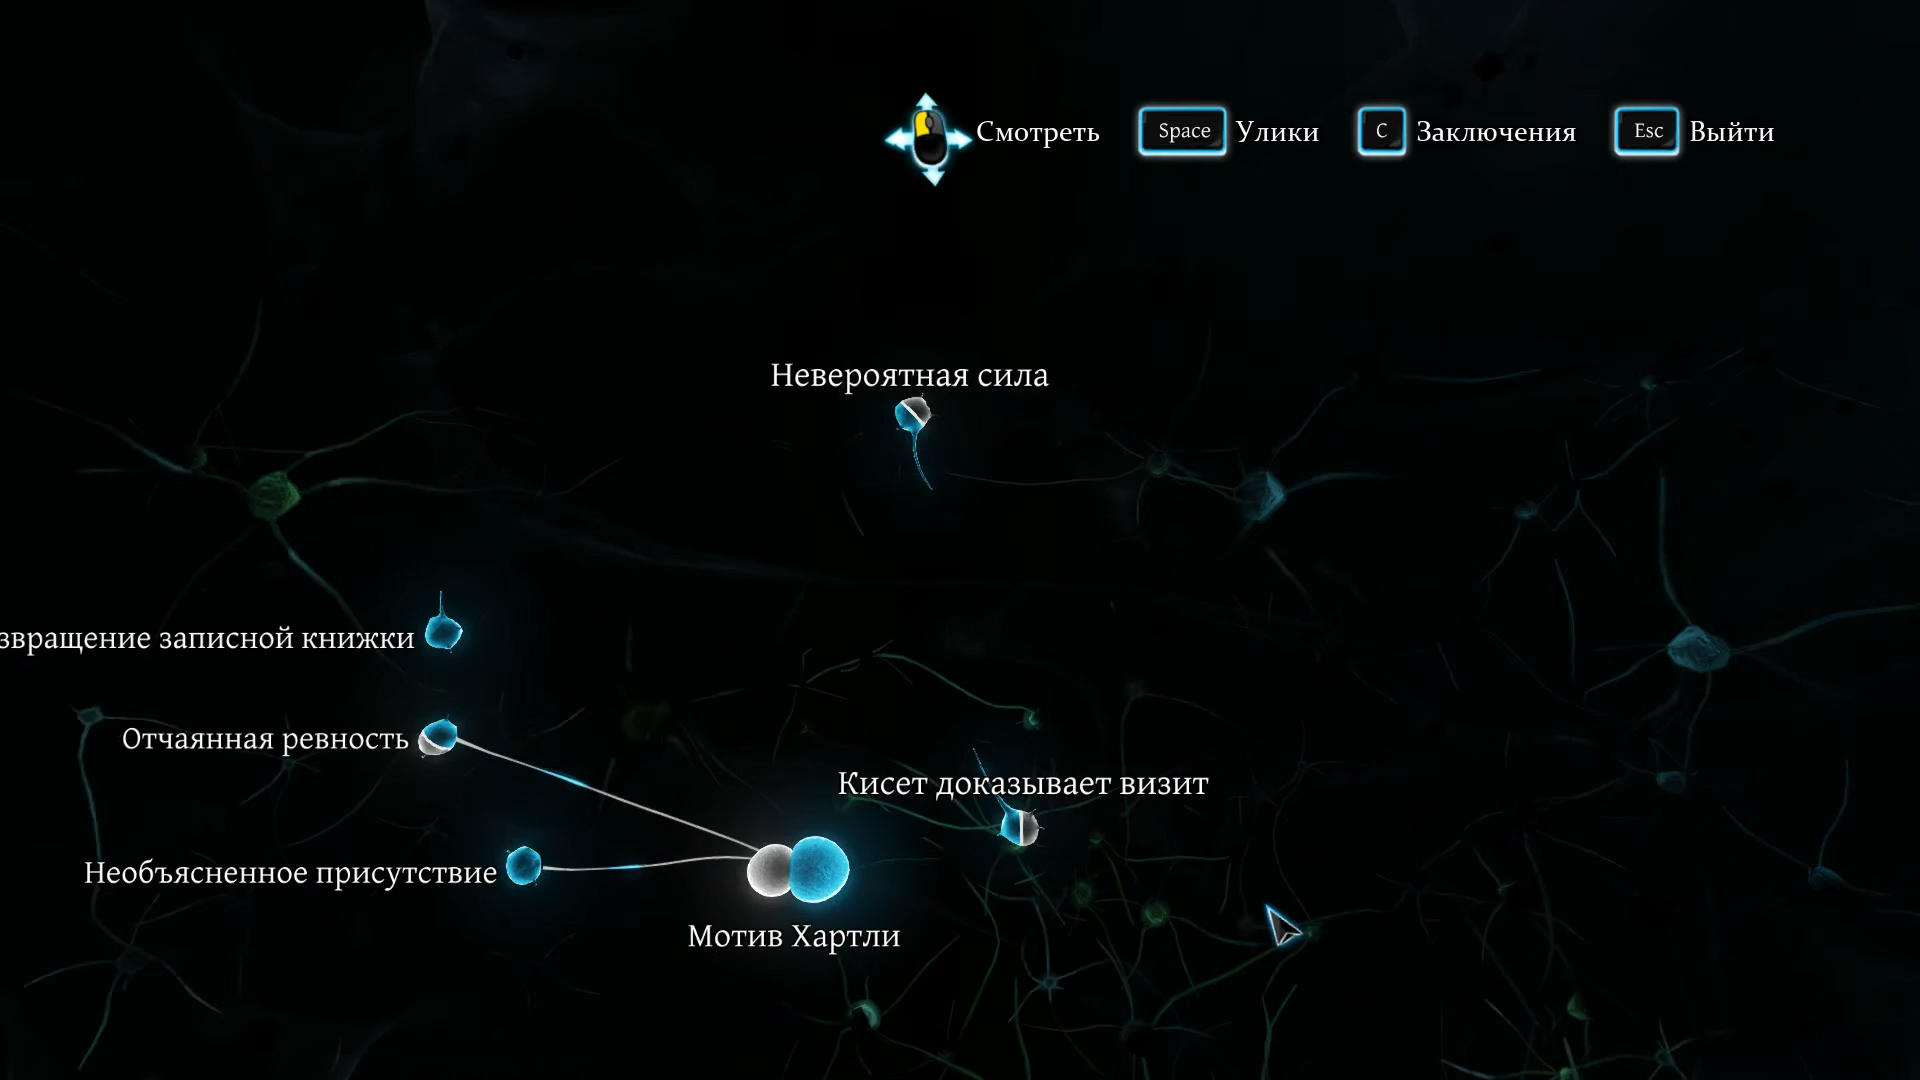 Смотреть
Space Улики
C Заключения
Esc Выйти
Невероятная сила
звращение записной книжки
Отчаянная ревность
Кисет доказывает визит
Необъясненное присутствие
Мотив Хартли